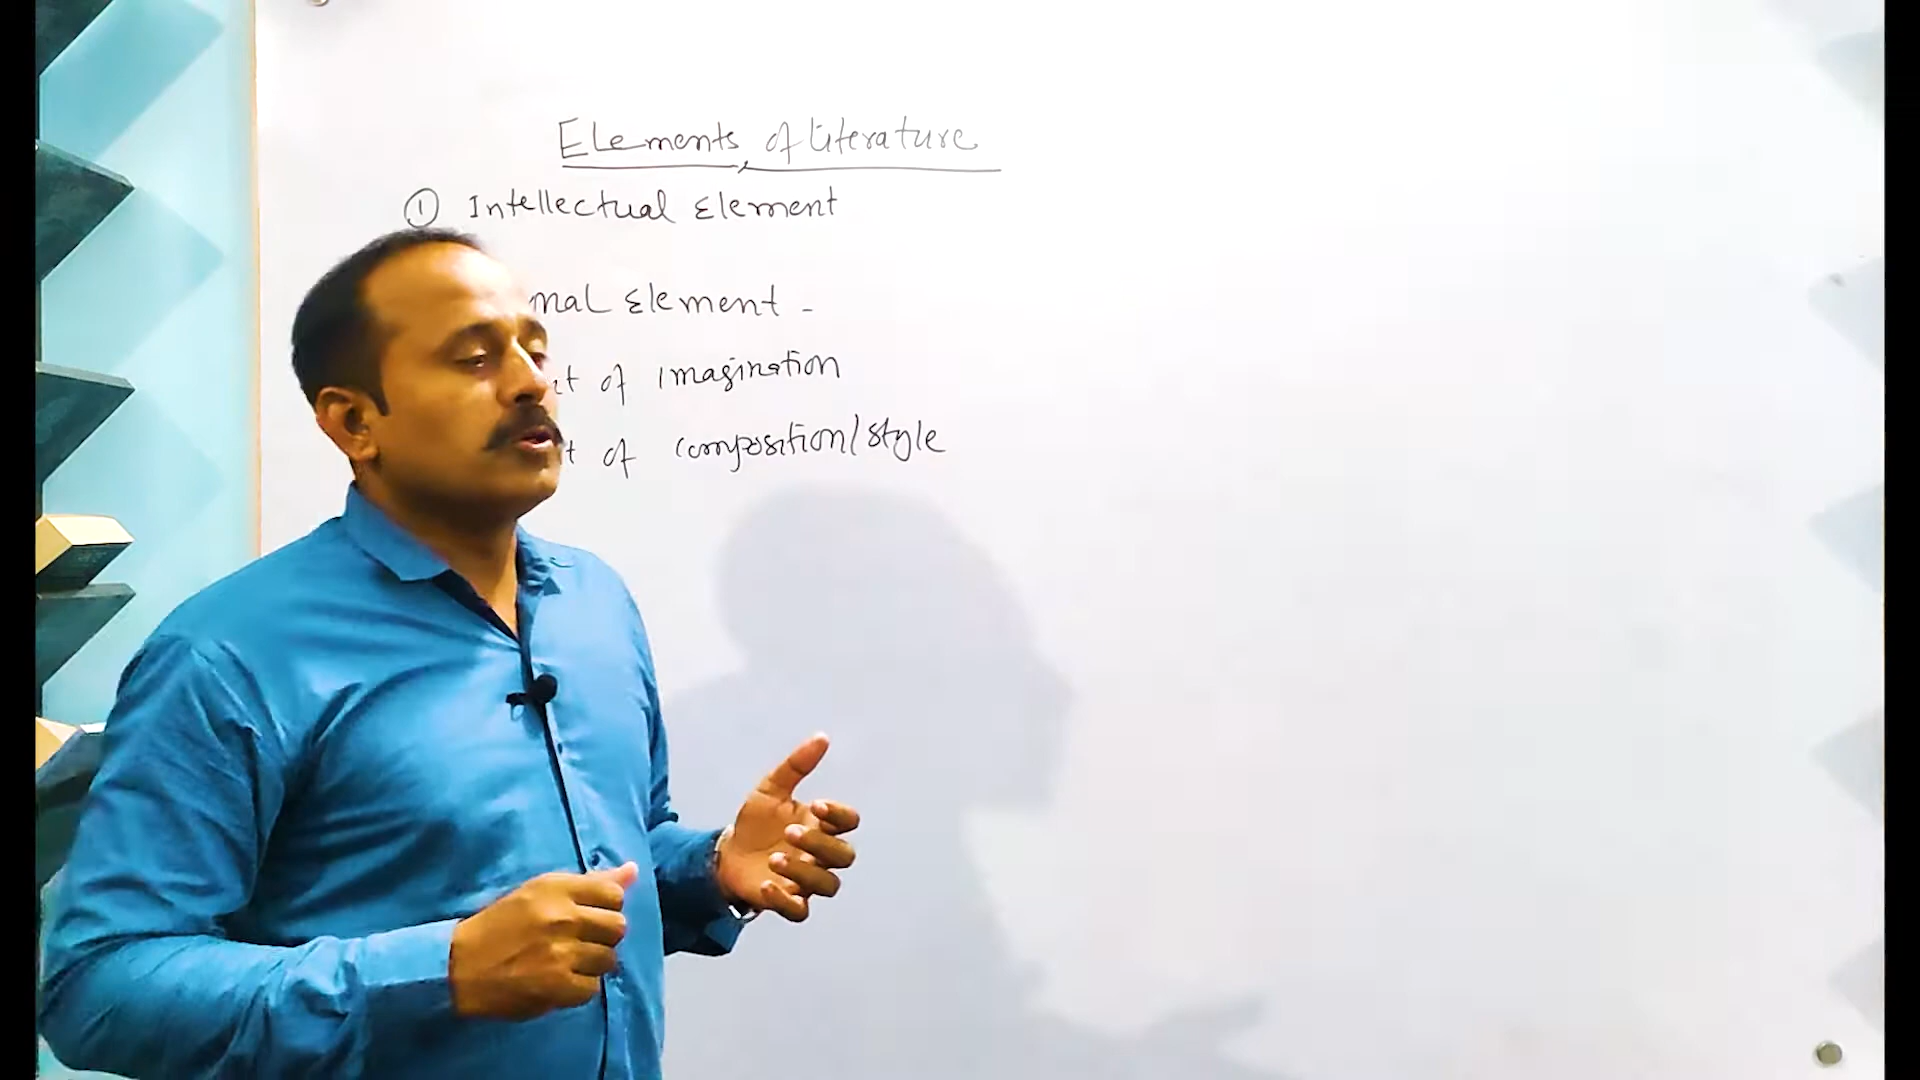 Elements of Literature
① Intellectual Element
nal Element -
of Imagination
of composition/style